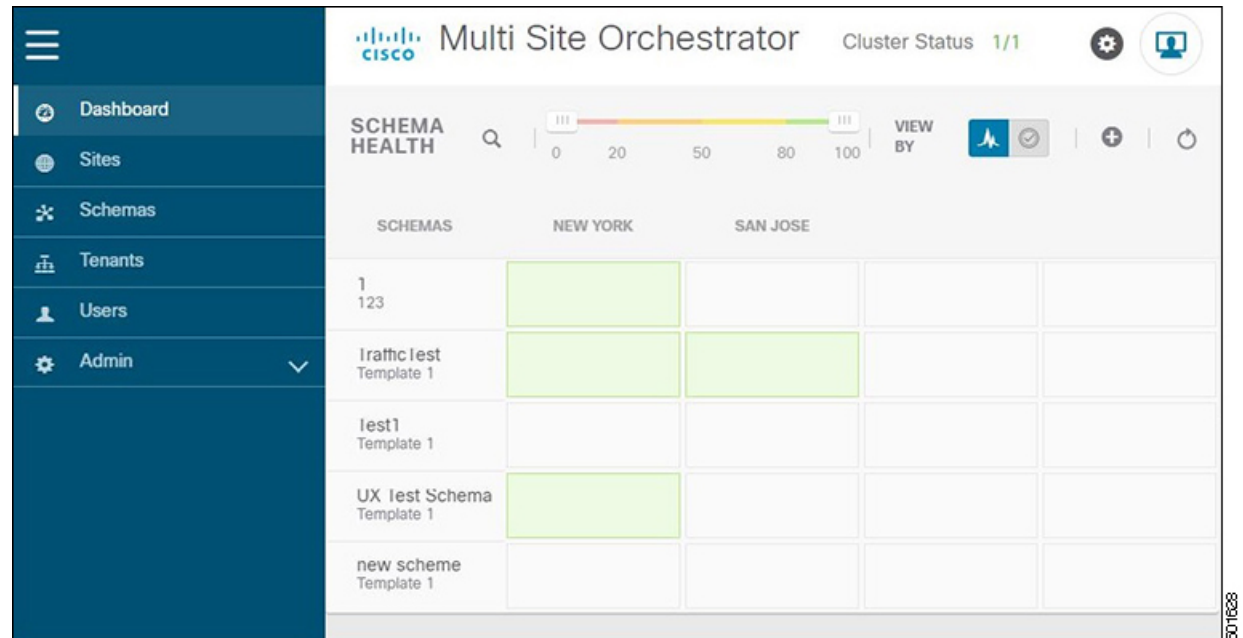 CISCO Multi Site Orchestrator Cluster Status 1/1
Dashboard
Sites
Schemas
Tenants
Users
Admin
SCHEMA HEALTH
0 20 50 80 100
VIEW BY
SCHEMAS NEW YORK SAN JOSE
1
123
TrafficTest
Template 1
Test1
Template 1
UX Test Schema
Template 1
new scheme
Template 1
501628